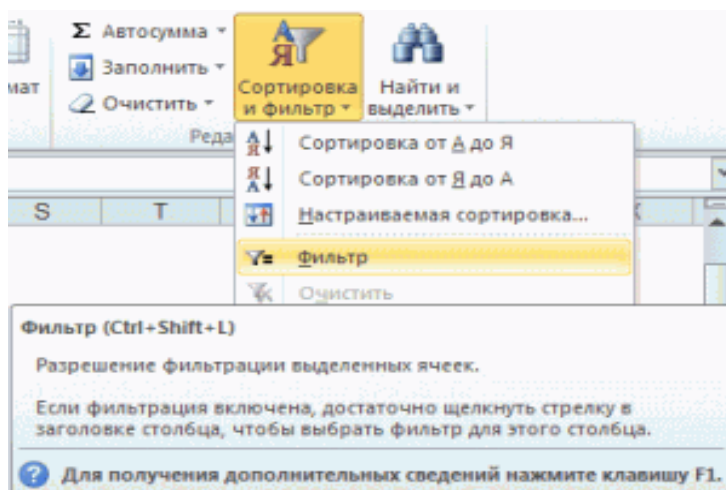 Σ Автосумма
Заполнить
Очистить
мат
Сортировка
и фильтр
Найти и
выделить
Реда
Сортировка от А до Я
Сортировка от Я до А
Настраиваемая сортировка...
Фильтр
Очистить
S T
Фильтр (Ctrl+Shift+L)
Разрешение фильтрации выделенных ячеек.
Если фильтрация включена, достаточно щелкнуть стрелку в
заголовке столбца, чтобы выбрать фильтр для этого столбца.
Для получения дополнительных сведений нажмите клавишу F1.